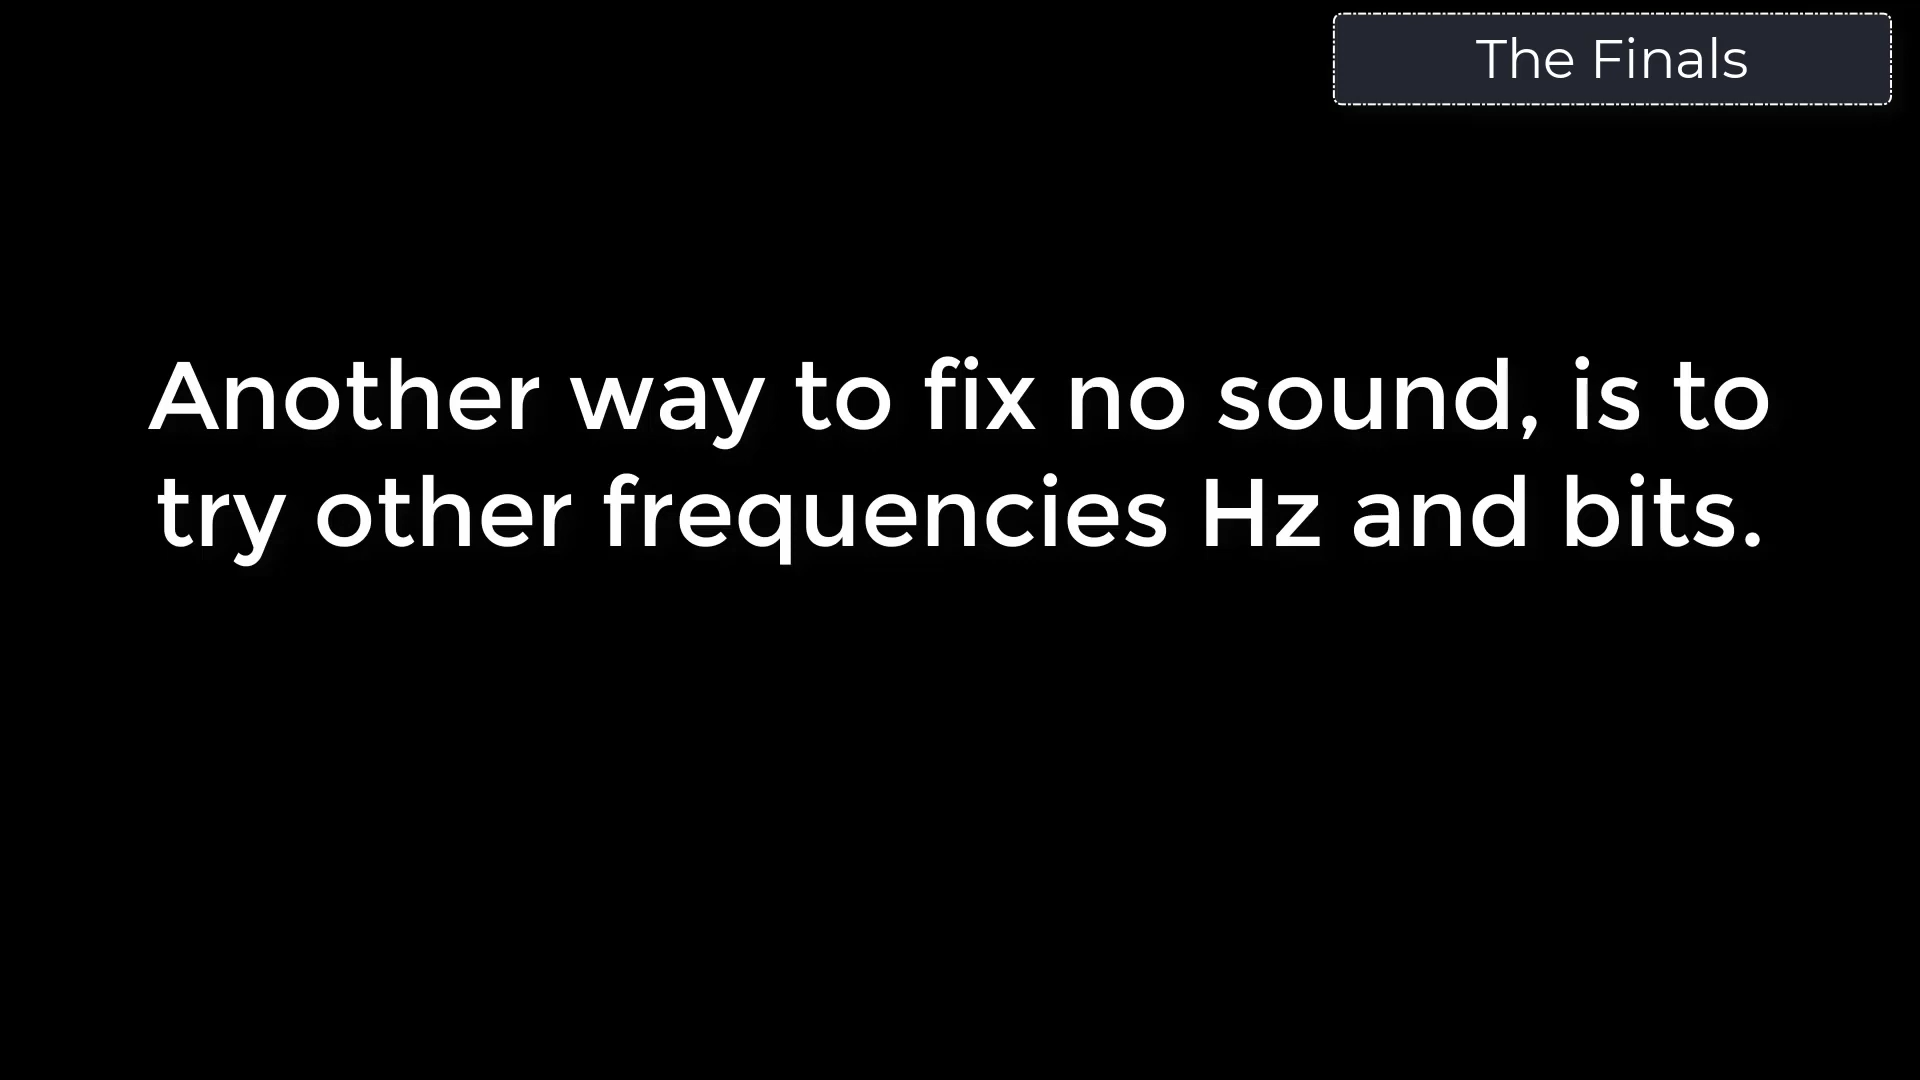 The Finals
Another way to fix no sound, is to
try other frequencies Hz and bits.